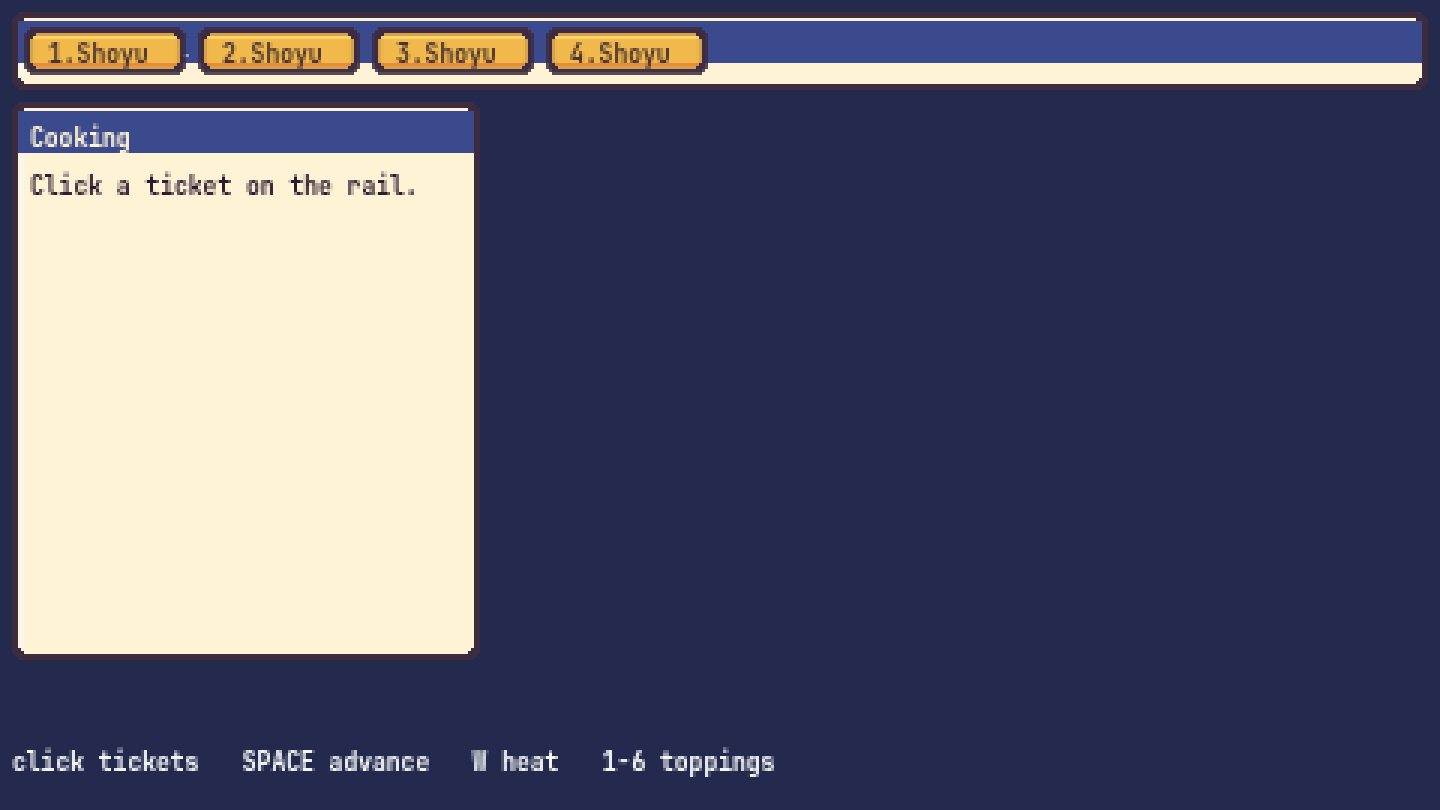 1.Shoyu 2.Shoyu 3.Shoyu 4.Shoyu
Cooking
Click a ticket on the rail.
click tickets SPACE advance W heat 1-6 toppings